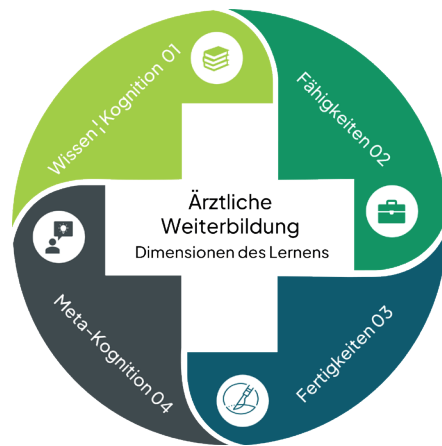 Wissen¦Kognition 01
Fähigkeiten 02
Ärztliche
Weiterbildung
Dimensionen des Lernens
Fertigkeiten 03
Meta-Kognition 04